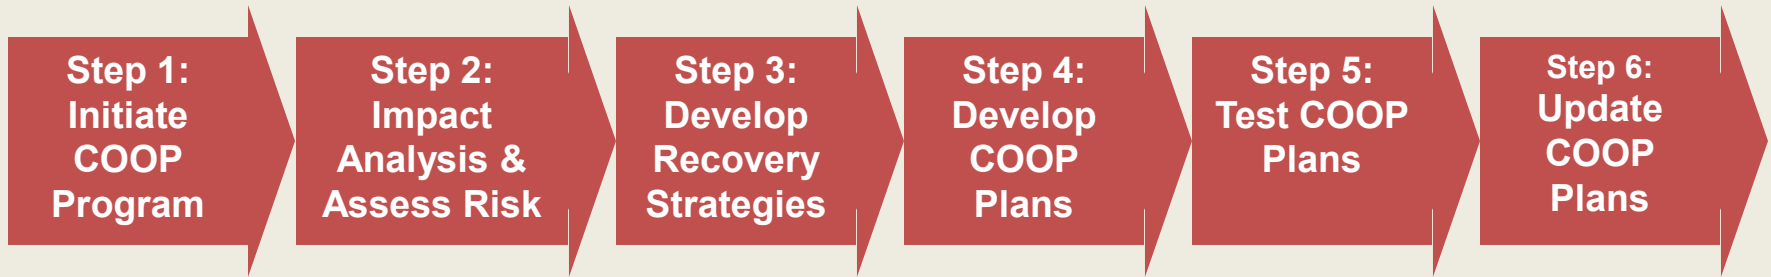 Step 1:
Initiate
COOP
Program
Step 2:
Impact
Analysis &
Assess Risk
Step 3:
Develop
Recovery
Strategies
Step 4:
Develop
COOP
Plans
Step 5:
Test COOP
Plans
Step 6:
Update
COOP
Plans